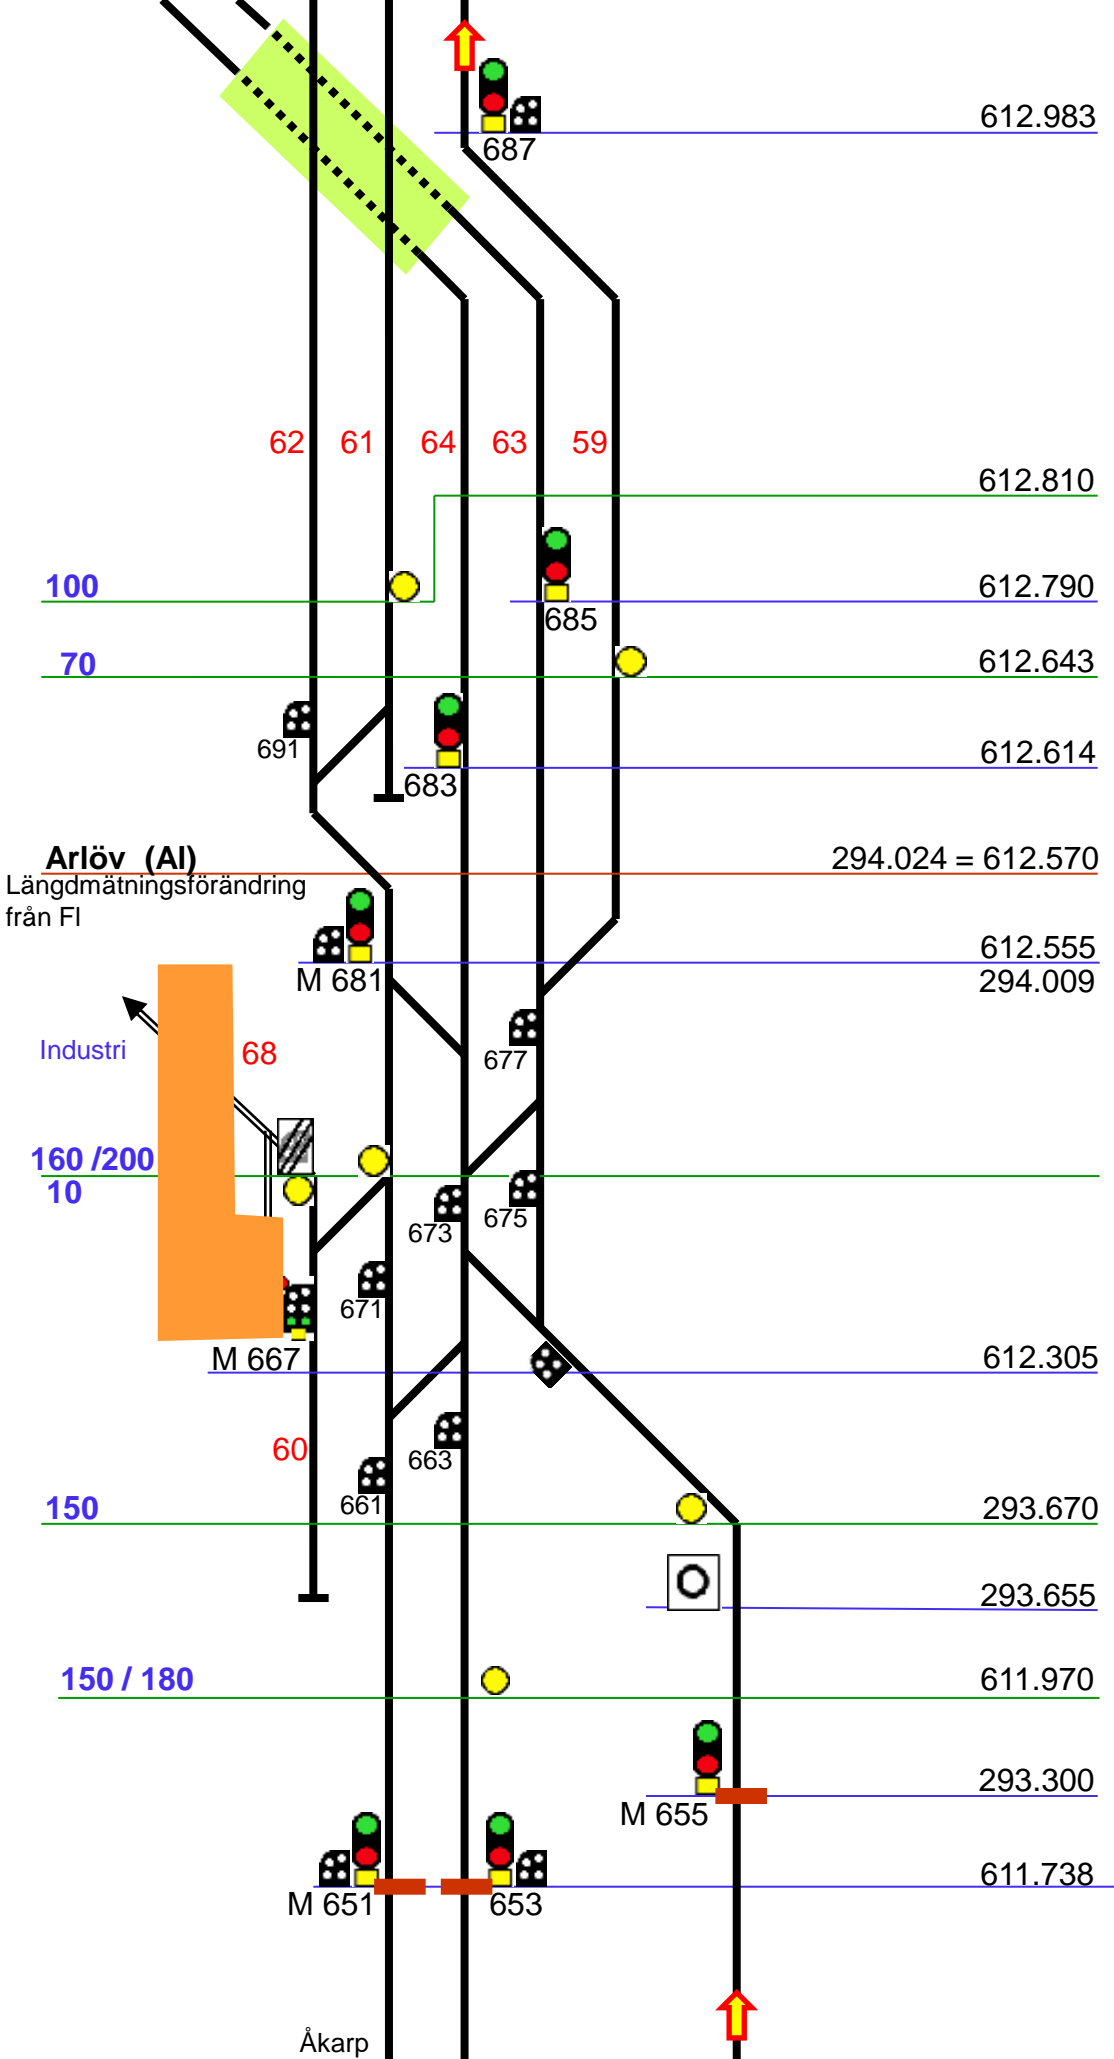 612.983
687
62 61 64 63 59
612.810
100
612.790
685
70
612.643
691
612.614
683
Arlöv (Al)
294.024 = 612.570
Längdmätningsförändring
från Fl
612.555
M 681
294.009
Industri
68
677
160 /200
10
673
675
671
M 667
612.305
60
663
661
150
293.670
293.655
150 / 180
611.970
293.300
M 655
611.738
M 651
653
Åkarp